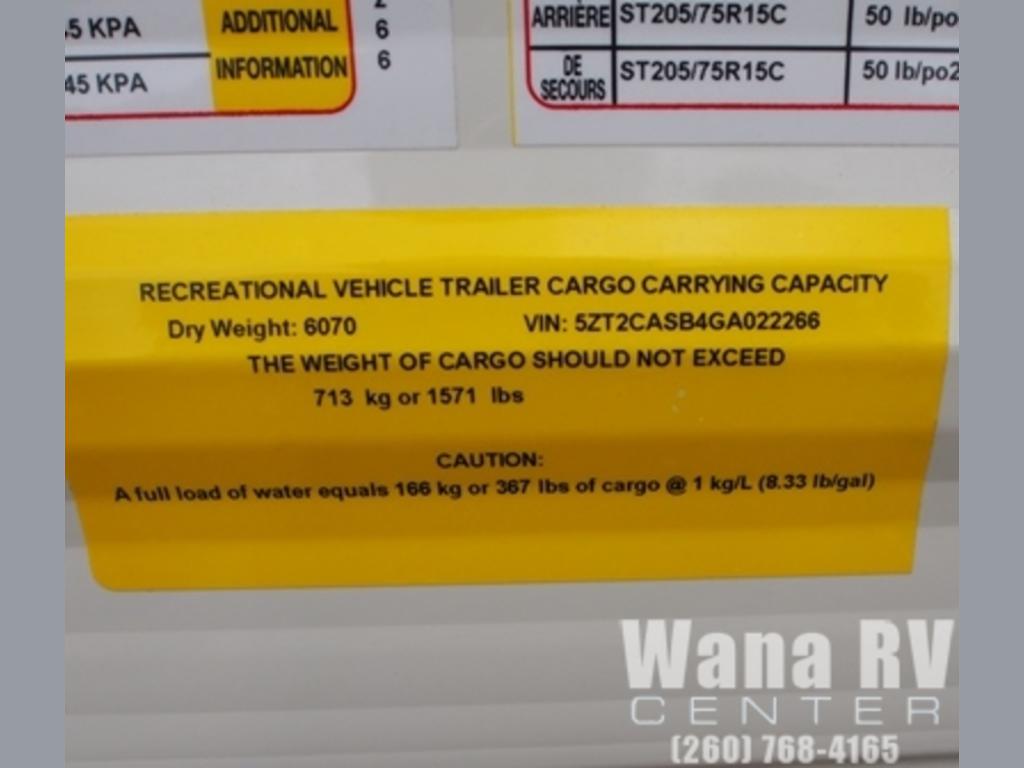 45 KPA
ADDITIONAL
6
45 KPA
INFORMATION
6
ARRIÈRE ST205/75R15C 50 lb/po
DE SECOURS ST205/75R15C 50 lb/po2
RECREATIONAL VEHICLE TRAILER CARGO CARRYING CAPACITY
Dry Weight: 6070 VIN: 5ZT2CASB4GA022266
THE WEIGHT OF CARGO SHOULD NOT EXCEED
713 kg or 1571 lbs
CAUTION:
A full load of water equals 166 kg or 367 lbs of cargo @ 1 kg/L (8.33 lb/gal)
Wana RV
CENTER
(260) 768-4165